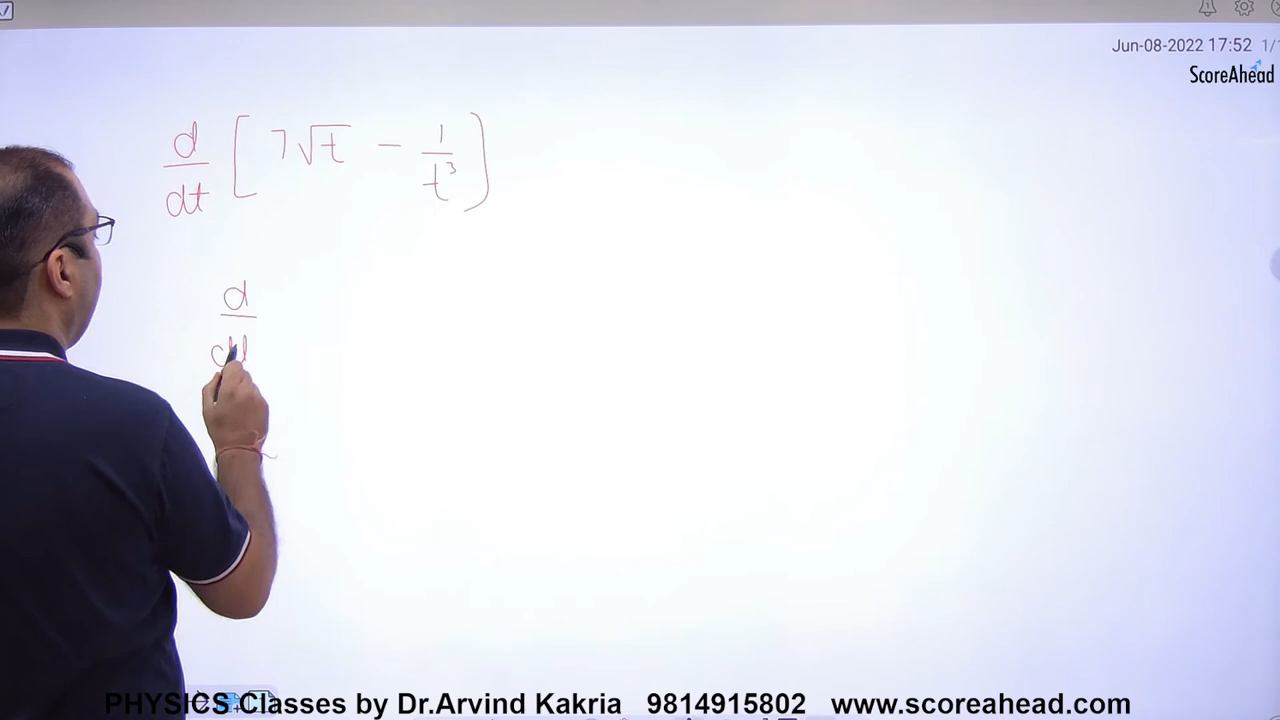 Jun-08-2022 17:52 1/
ScoreAhead
d/dt [ 7√t - 1/t³ ]
d
PHYSICS Classes by Dr.Arvind Kakria 9814915802 www.scoreahead.com